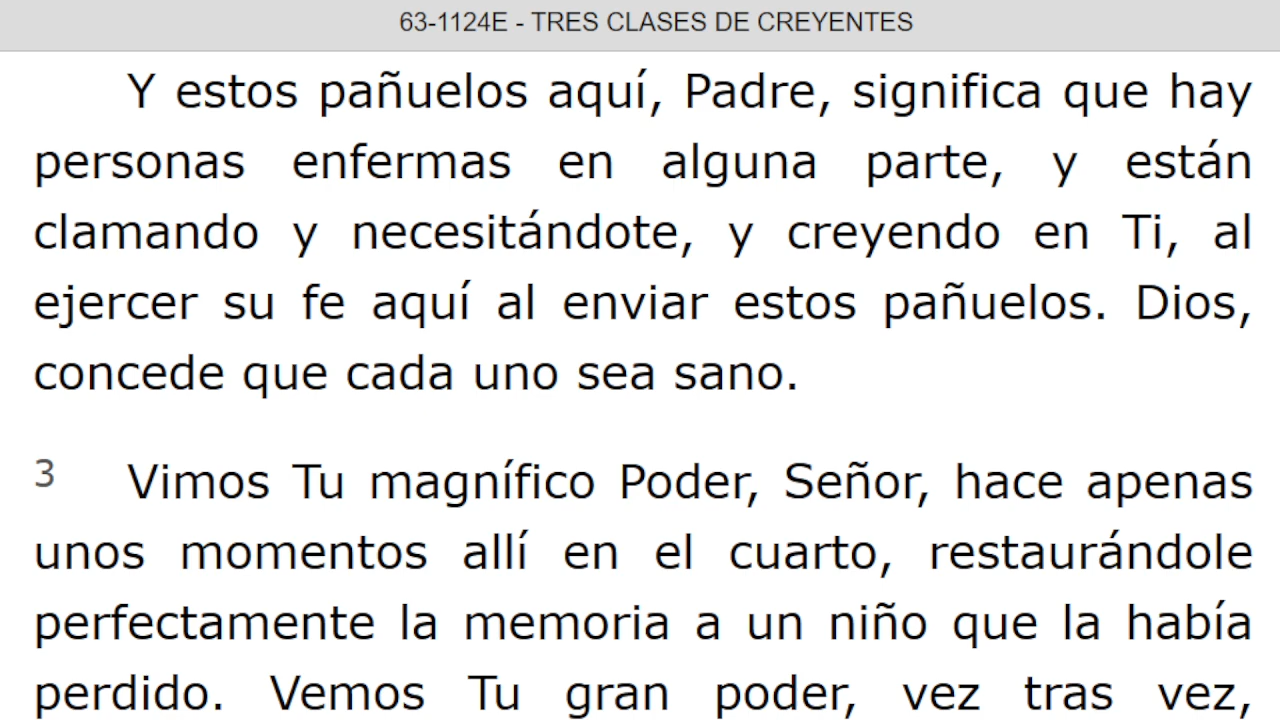 63-1124E - TRES CLASES DE CREYENTES
Y estos pañuelos aquí, Padre, significa que hay
personas enfermas en alguna parte, y están
clamando y necesitándote, y creyendo en Ti, al
ejercer su fe aquí al enviar estos pañuelos. Dios,
concede que cada uno sea sano.
3 Vimos Tu magnífico Poder, Señor, hace apenas
unos momentos allí en el cuarto, restaurándole
perfectamente la memoria a un niño que la había
perdido. Vemos Tu gran poder, vez tras vez,